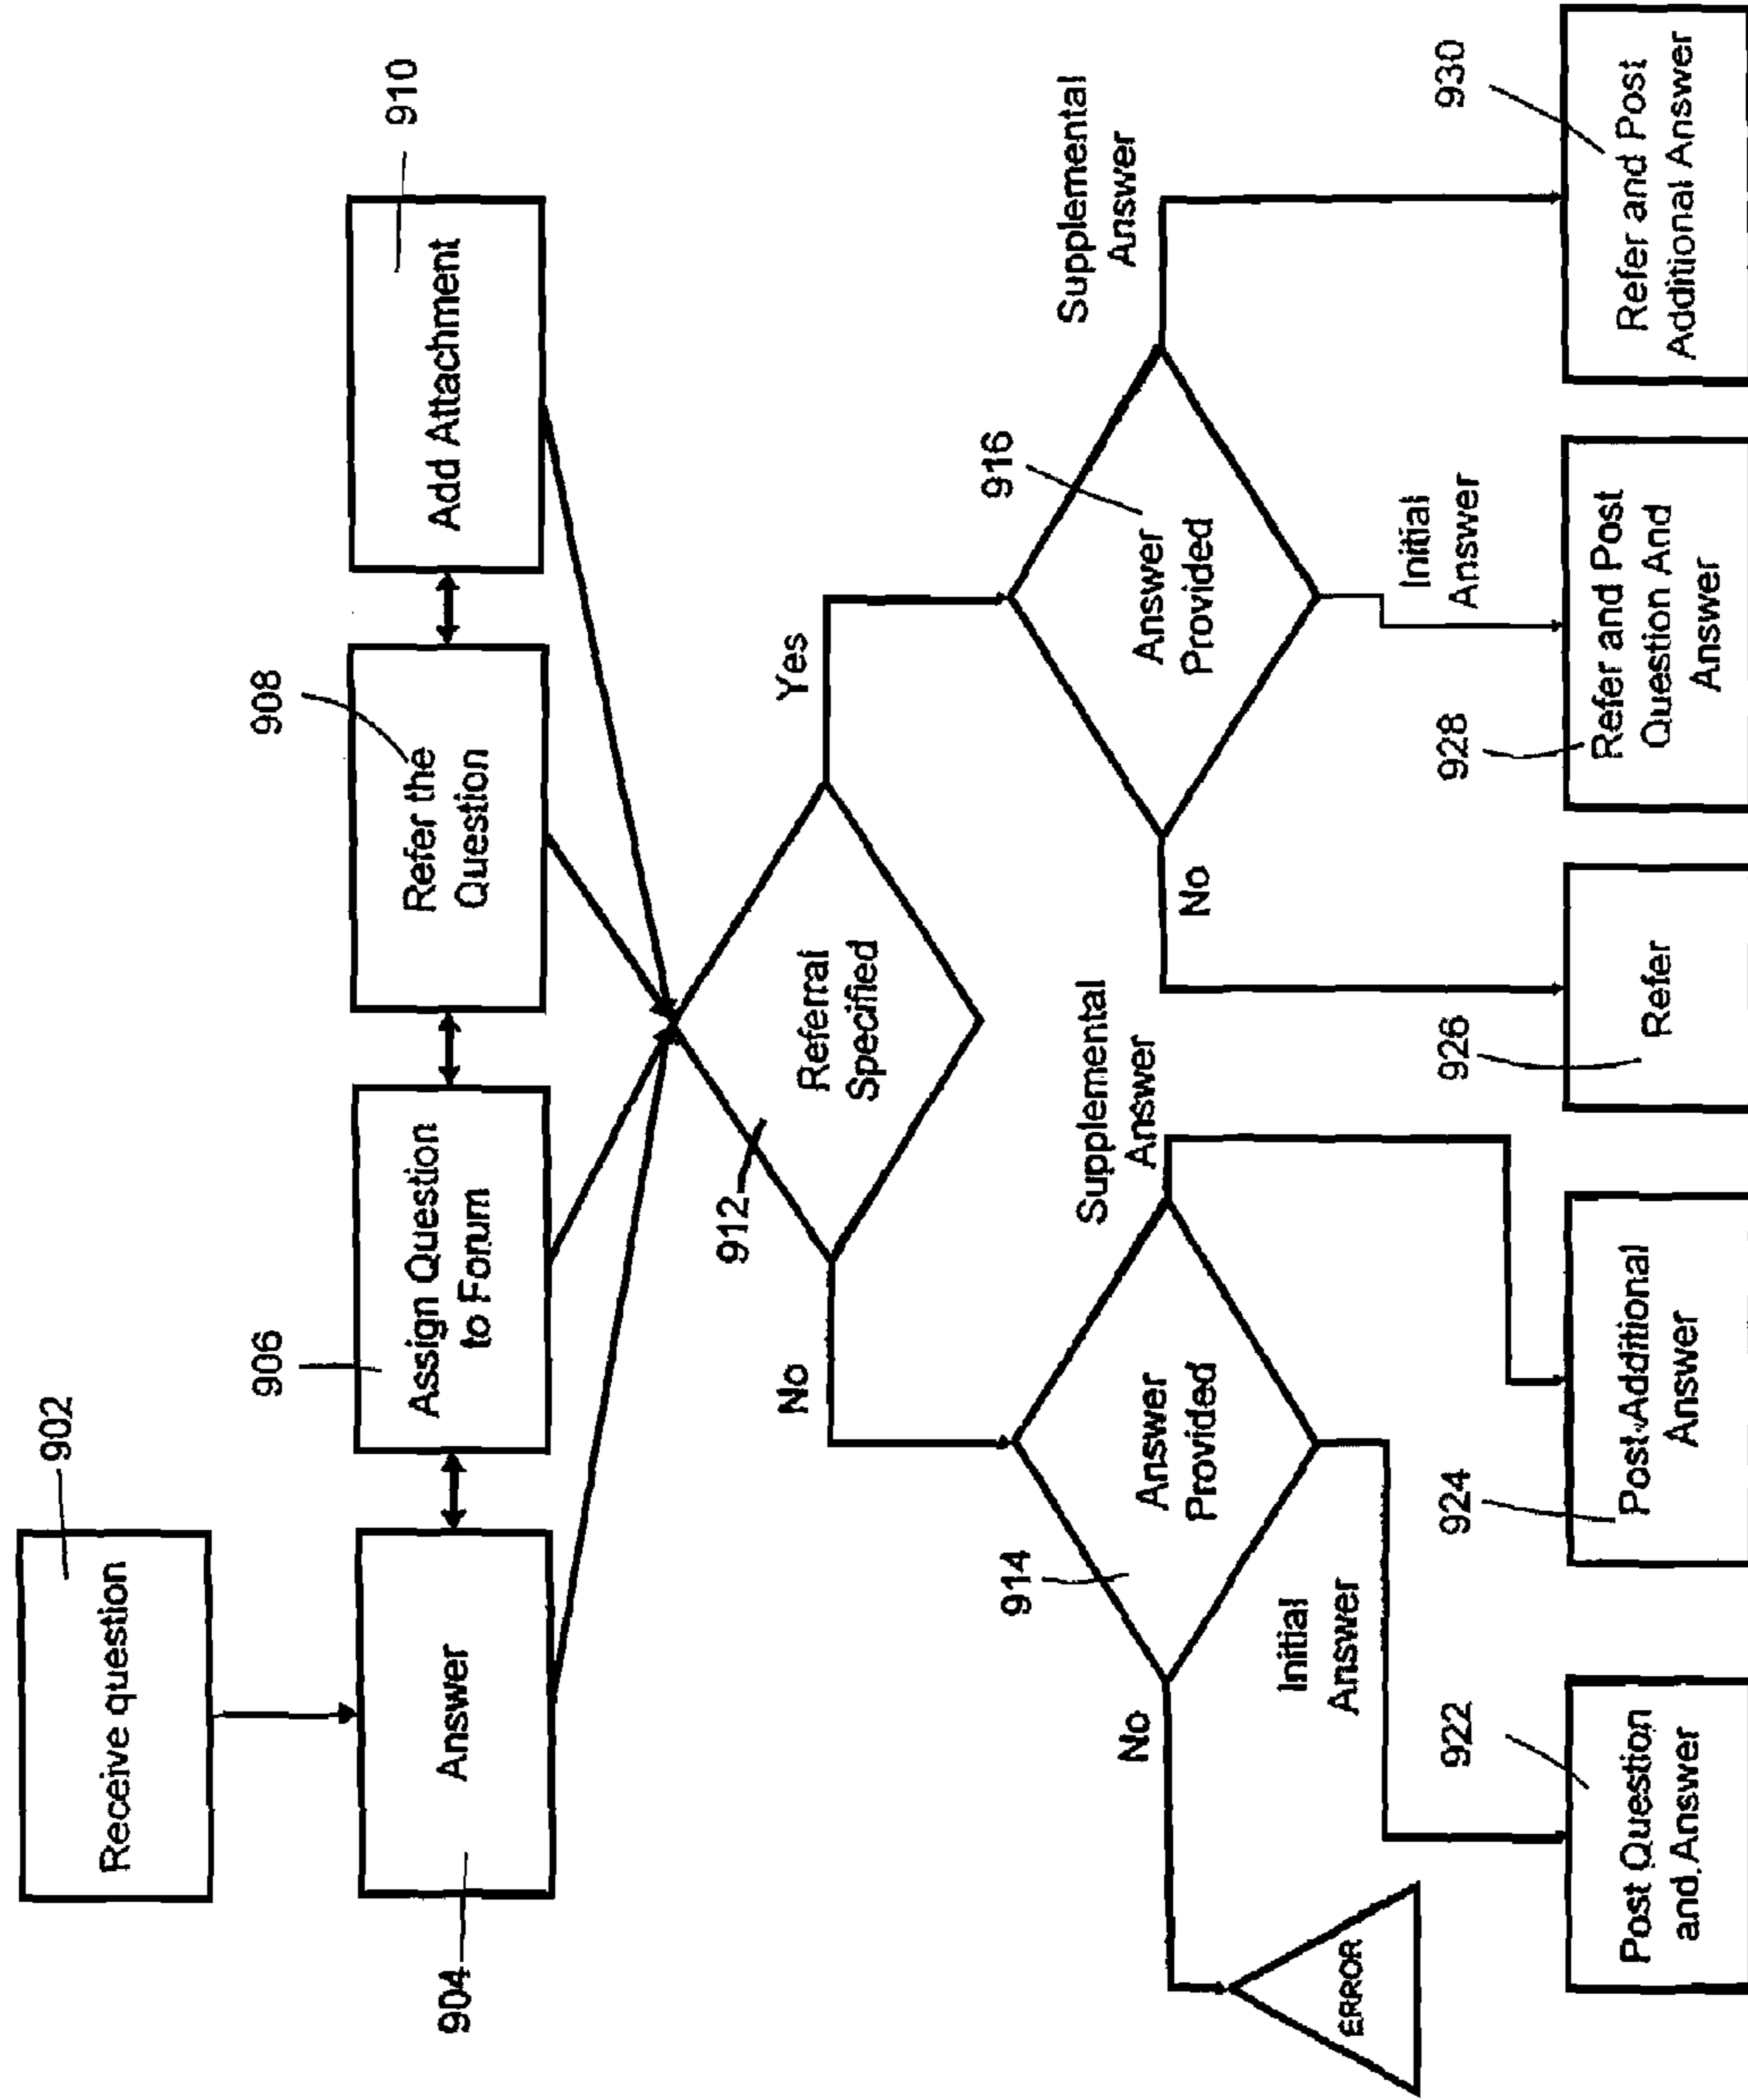 902
Receive question
904
Answer
906
Assign Question
to Forum
908
Refer the
Question
910
Add Attachment
912
Referral
Specified
No
Yes
914
Answer
Provided
916
Answer
Provided
No
Initial
Answer
Supplemental
Answer
No
Initial
Answer
Supplemental
Answer
ERROR
922
Post Question
and Answer
924
Post Additional
Answer
926
Refer
928
Refer and Post
Question And
Answer
930
Refer and Post
Additional Answer